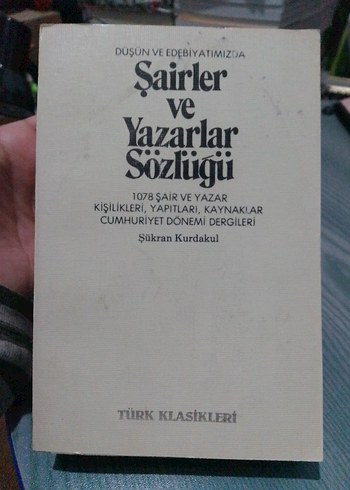 DÜŞÜN VE EDEBİYATIMIZDA
Şairler
ve
Yazarlar
Sözlüğü
1078 ŞAİR VE YAZAR
KİŞİLİKLERİ, YAPITLARI, KAYNAKLAR
CUMHURİYET DÖNEMİ DERGİLERİ
Şükran Kurdakul
TÜRK KLASİKLERİ